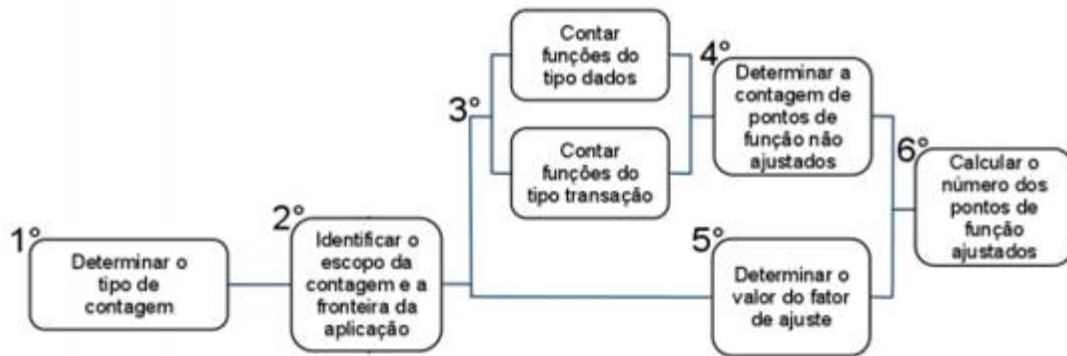 1°
Determinar o
tipo de
contagem
2°
Identificar o
escopo da
contagem e a
fronteira da
aplicação
3°
Contar
funções do
tipo dados
Contar
funções do
tipo transação
4°
Determinar a
contagem de
pontos de
função não
ajustados
5°
Determinar o
valor do fator
de ajuste
6°
Calcular o
número dos
pontos de
função
ajustados